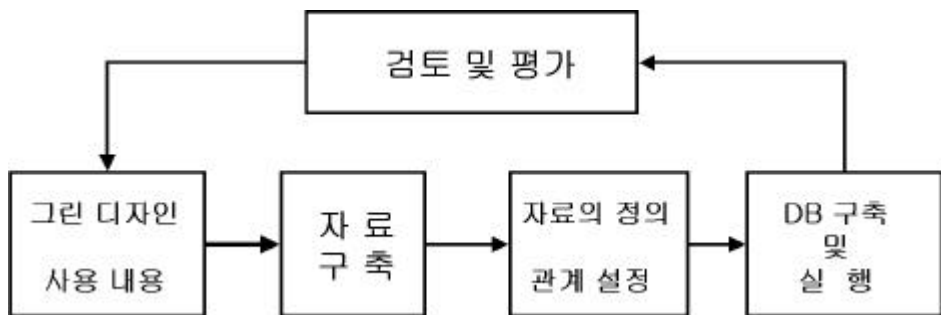 검토 및 평가
그린 디자인
사용 내용
자 료
구 축
자료의 정의
관계 설정
DB 구축
및
실 행